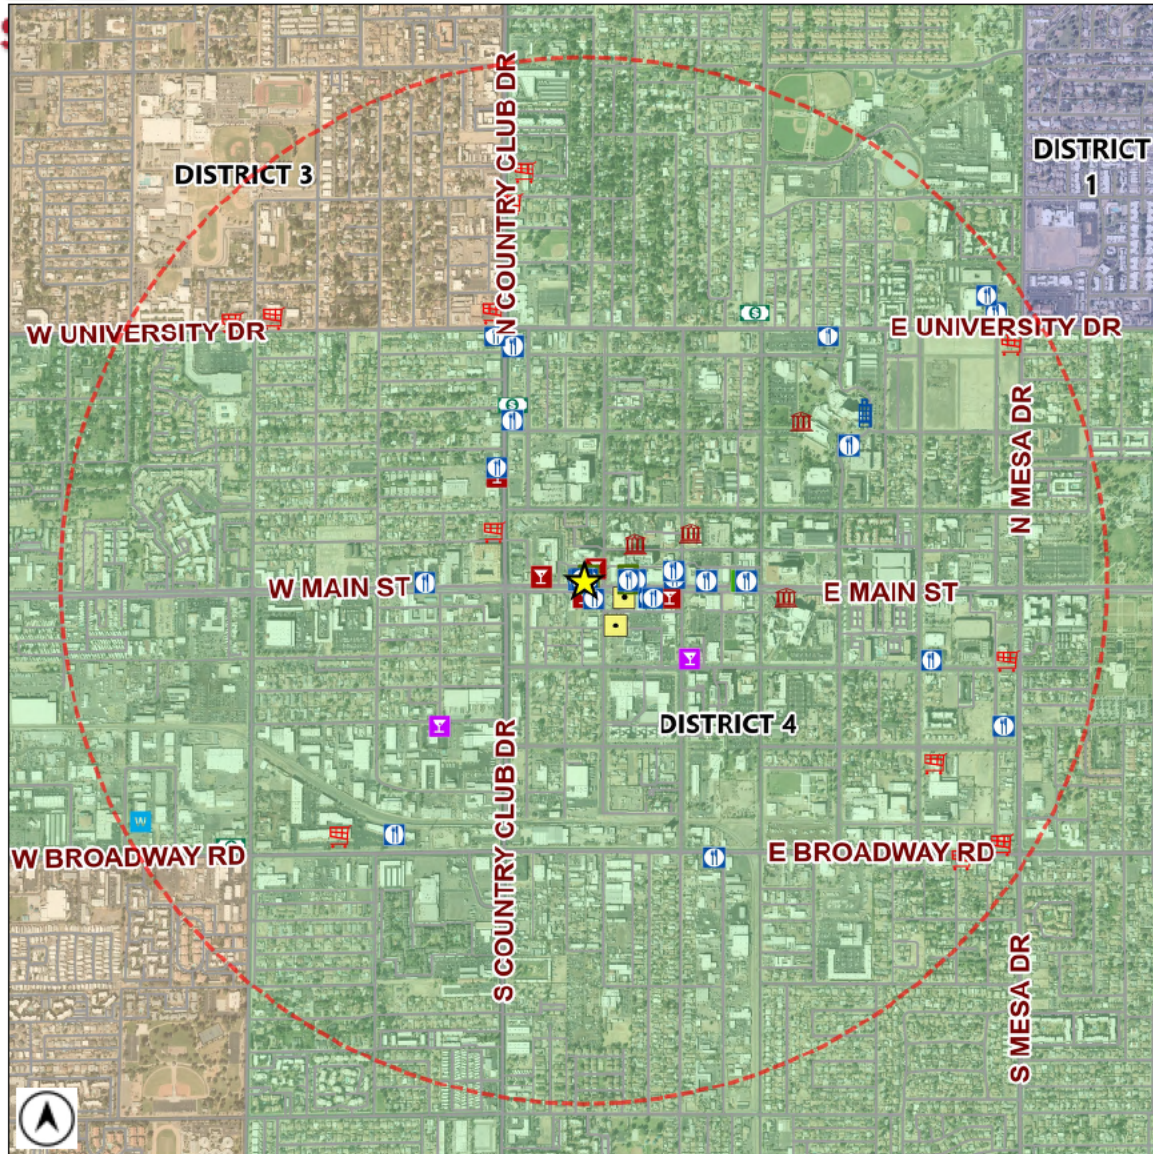 N COUNTRY CLUB DR
DISTRICT 3
DISTRICT
1
W UNIVERSITY DR
E UNIVERSITY DR
N MESA DR
W MAIN ST
E MAIN ST
DISTRICT 4
S COUNTRY CLUB DR
W BROADWAY RD
E BROADWAY RD
S MESA DR